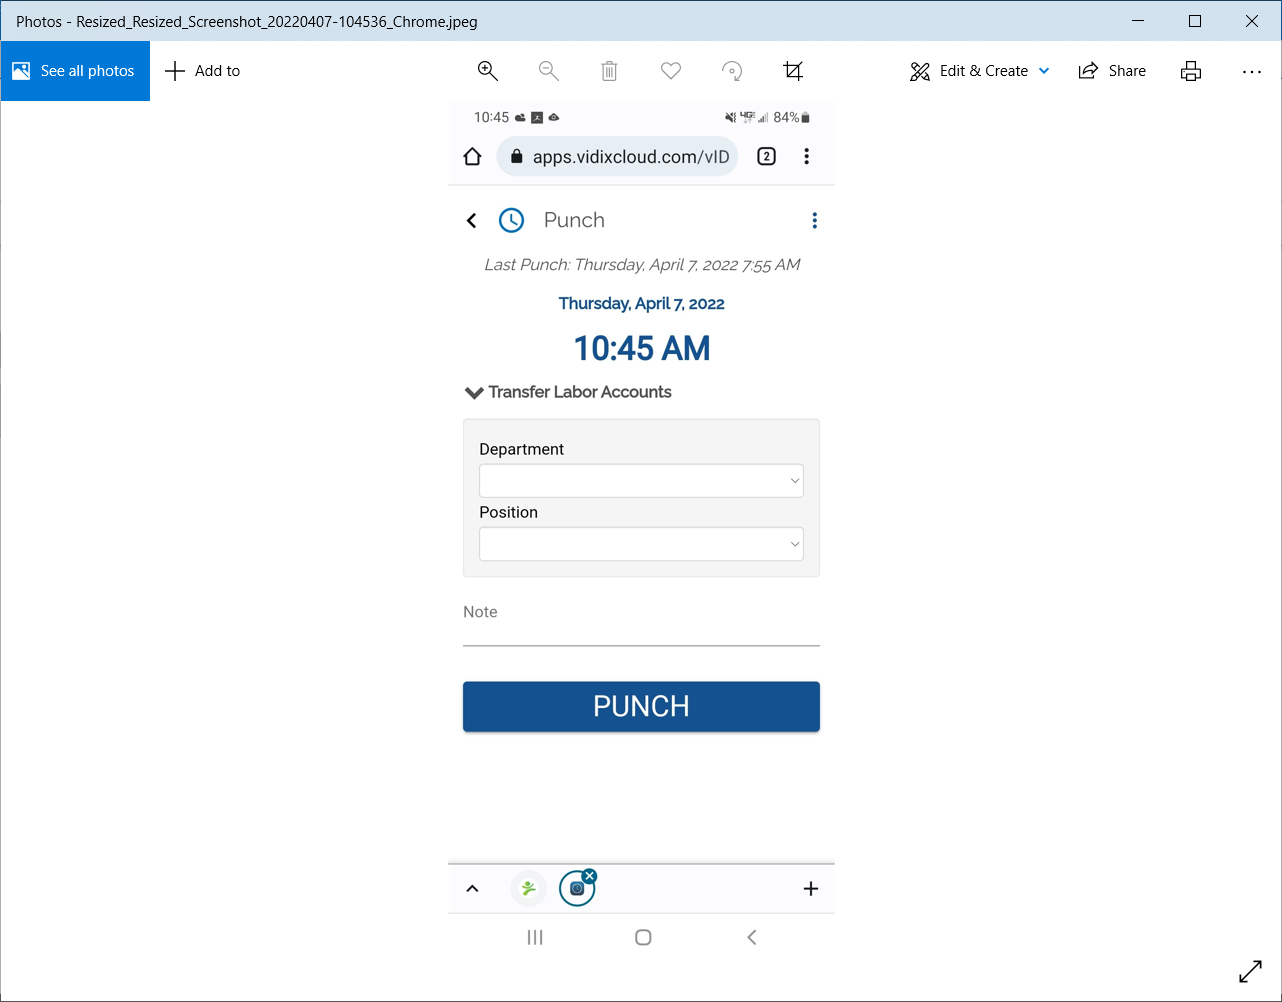 Photos - Resized_Resized_Screenshot_20220407-104536_Chrome.jpeg
See all photos
Add to
Edit & Create
Share
10:45
84%
apps.vidixcloud.com/vID
2
Punch
Last Punch: Thursday, April 7, 2022 7:55 AM
Thursday, April 7, 2022
10:45 AM
Transfer Labor Accounts
Department
Position
Note
PUNCH